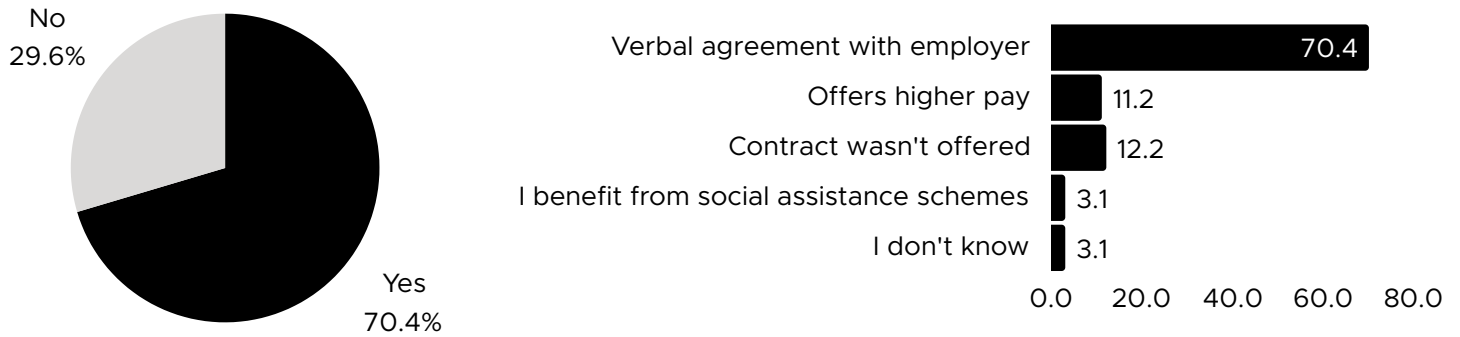 No
29.6%
Yes
70.4%
Verbal agreement with employer
70.4
Offers higher pay
11.2
Contract wasn't offered
12.2
I benefit from social assistance schemes
3.1
I don't know
3.1
0.0 20.0 40.0 60.0 80.0